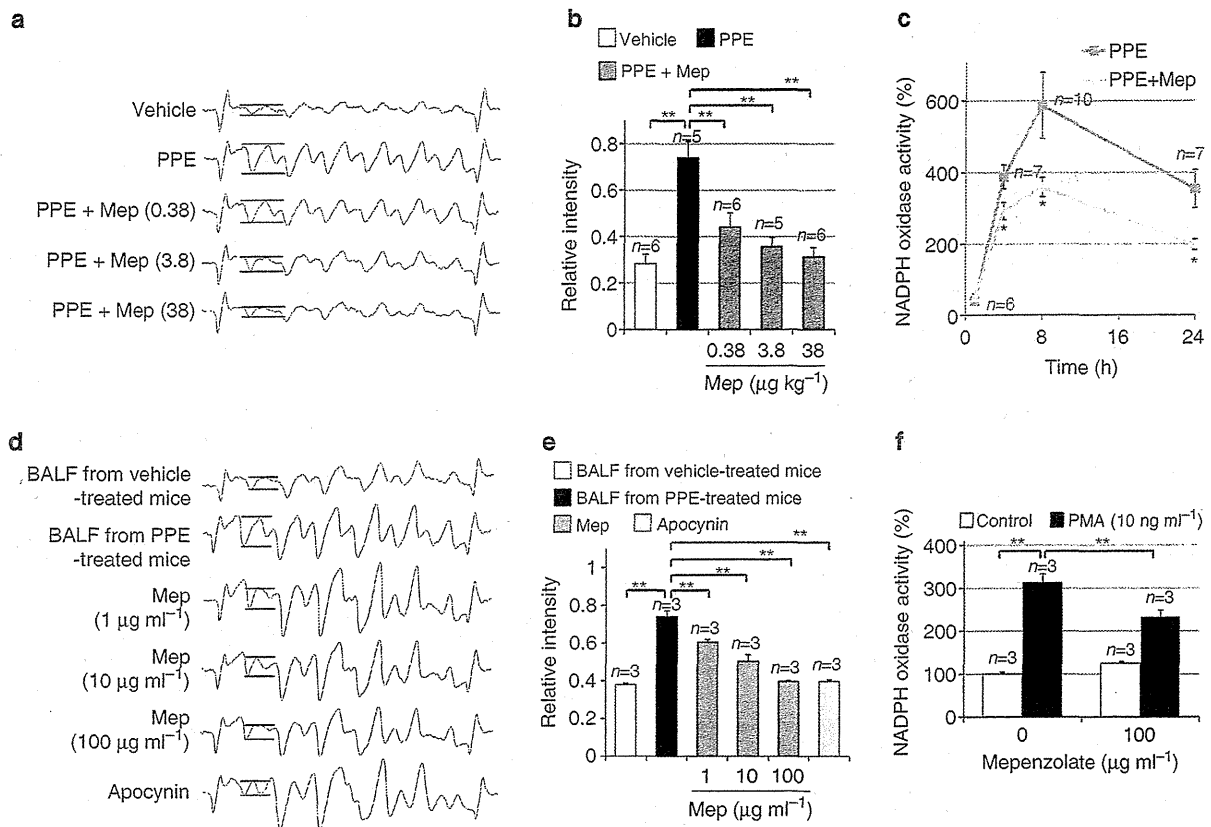 a
Vehicle
PPE
PPE + Mep (0.38)
PPE + Mep (3.8)
PPE + Mep (38)
b
Vehicle PPE
PPE + Mep
**
**
** **
n=5
n=6
n=6
n=5
n=6
0.8
0.6
0.4
0.2
0
Relative intensity
0.38 3.8 38
Mep (µg kg⁻¹)
c
PPE
PPE+Mep
n=10
n=7
n=7
n=6
*
*
*
600
400
200
0
NADPH oxidase activity (%)
0 8 16 24
Time (h)
d
BALF from vehicle
-treated mice
BALF from PPE
-treated mice
Mep
(1 µg ml⁻¹)
Mep
(10 µg ml⁻¹)
Mep
(100 µg ml⁻¹)
Apocynin
e
BALF from vehicle-treated mice
BALF from PPE-treated mice
Mep Apocynin
**
**
**
** **
n=3
n=3
n=3
n=3
n=3
n=3
1
0.8
0.6
0.4
0.2
0
Relative intensity
1 10 100
Mep (µg ml⁻¹)
f
Control PMA (10 ng ml⁻¹)
** **
n=3
n=3
n=3
n=3
400
300
200
100
0
NADPH oxidase activity (%)
0 100
Mepenzolate (µg ml⁻¹)